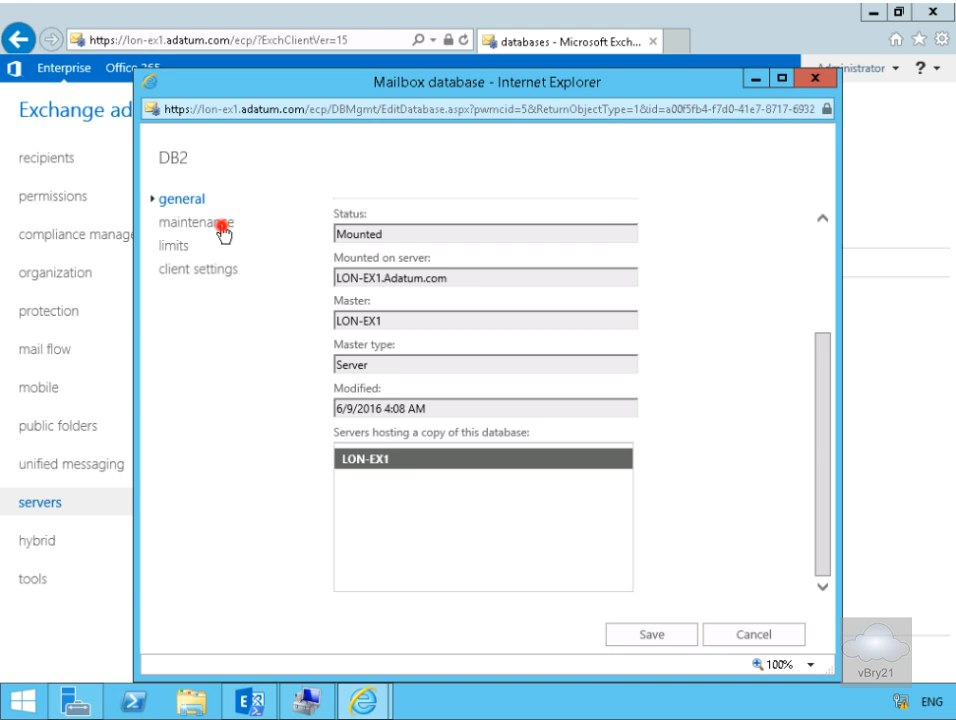 https://lon-ex1.adatum.com/ecp/?ExchClientVer=15
databases - Microsoft Exch...
Enterprise Office 365
?
Mailbox database - Internet Explorer
Exchange ad
https://lon-ex1.adatum.com/ecp/DBMgmt/EditDatabase.aspx?pwmcid=5&ReturnObjectType=1&id=a00f5fb4-f7d0-41e7-8717-6932
recipients
permissions
compliance manage
organization
protection
mail flow
mobile
public folders
unified messaging
servers
hybrid
tools
DB2
general
maintenance
limits
client settings
Status:
Mounted
Mounted on server:
LON-EX1.Adatum.com
Master:
LON-EX1
Master type:
Server
Modified:
6/9/2016 4:08 AM
Servers hosting a copy of this database:
LON-EX1
Save
Cancel
100%
vBry21
ENG